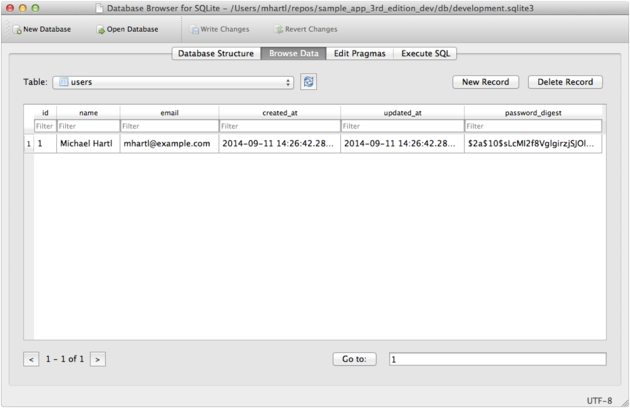 Database Browser for SQLite – /Users/mhartl/repos/sample_app_3rd_edition_dev/db/development.sqlite3
New Database Open Database Write Changes Revert Changes
Database Structure Browse Data Edit Pragmas Execute SQL
Table: users New Record Delete Record
id name email created_at updated_at password_digest
Filter Filter Filter Filter Filter Filter
1 1 Michael Hartl mhartl@example.com 2014-09-11 14:26:42.28... 2014-09-11 14:26:42.28...
< 1 - 1 of 1 > Go to: 1
UTF-8